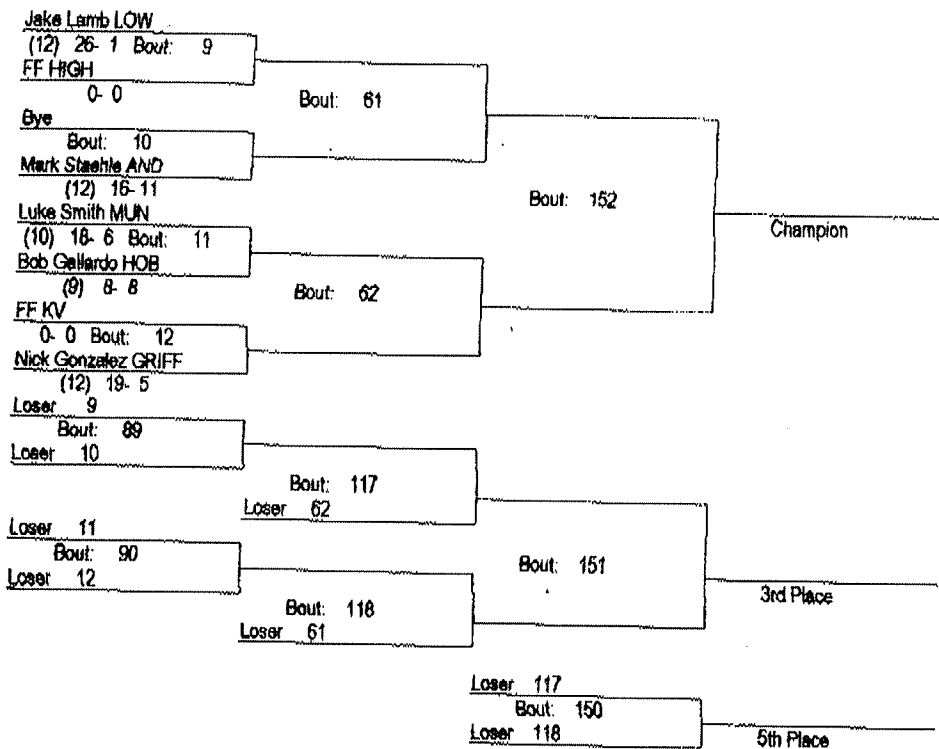 Jake Lamb LOW
(12) 26- 1 Bout: 9
FF HIGH
0- 0
Bout: 61
Bye
Bout: 10
Mark Staehle AND
(12) 16- 11
Bout: 152
Luke Smith MUN
(10) 18- 6 Bout: 11
Champion
Bob Gallardo HOB
(9) 8- 8
Bout: 62
FF KV
0- 0 Bout: 12
Nick Gonzalez GRIFF
(12) 19- 5
Loser 9
Bout: 89
Loser 10
Bout: 117
Loser 62
Loser 11
Bout: 90
Loser 12
Bout: 151
3rd Place
Bout: 118
Loser 61
Loser 117
Bout: 150
Loser 118
5th Place